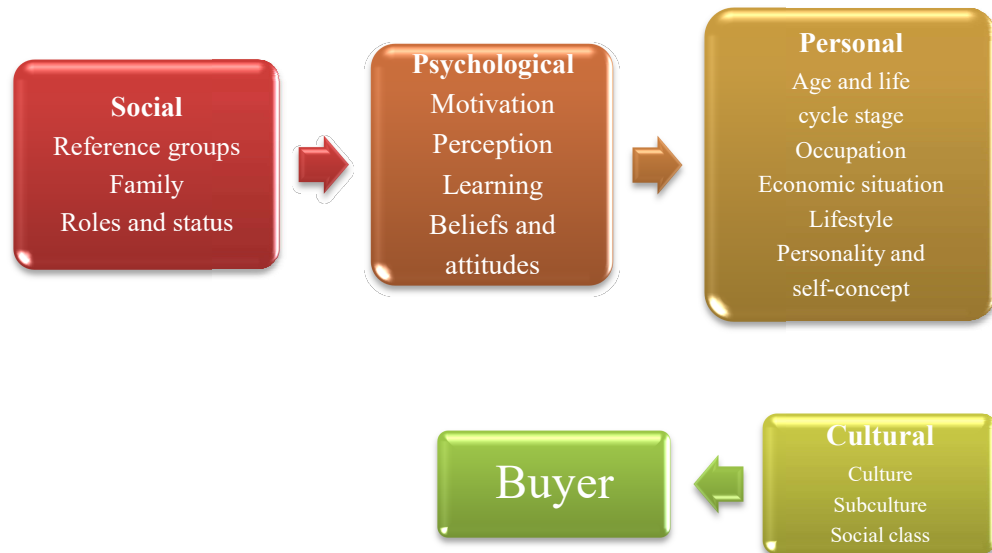 Social
Reference groups
Family
Roles and status
Psychological
Motivation
Perception
Learning
Beliefs and
attitudes
Personal
Age and life
cycle stage
Occupation
Economic situation
Lifestyle
Personality and
self-concept
Cultural
Culture
Subculture
Social class
Buyer